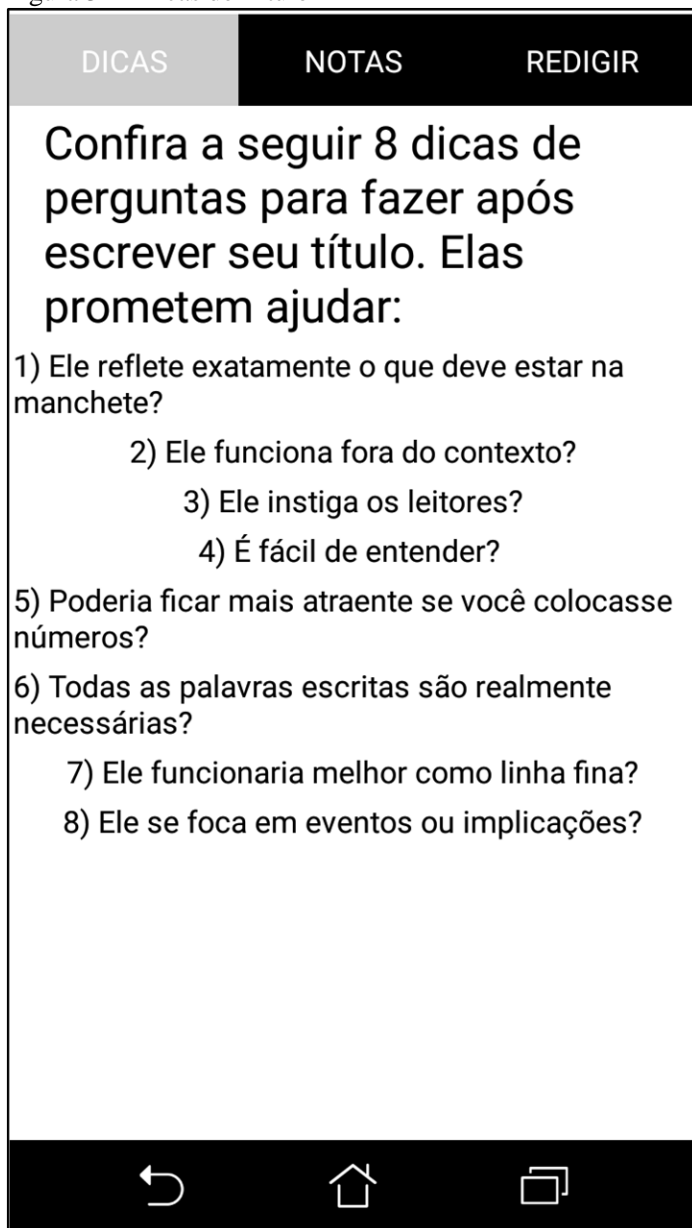 DICAS NOTAS REDIGIR
Confira a seguir 8 dicas de
perguntas para fazer após
escrever seu título. Elas
prometem ajudar:
1) Ele reflete exatamente o que deve estar na
manchete?
2) Ele funciona fora do contexto?
3) Ele instiga os leitores?
4) É fácil de entender?
5) Poderia ficar mais atraente se você colocasse
números?
6) Todas as palavras escritas são realmente
necessárias?
7) Ele funcionaria melhor como linha fina?
8) Ele se foca em eventos ou implicações?